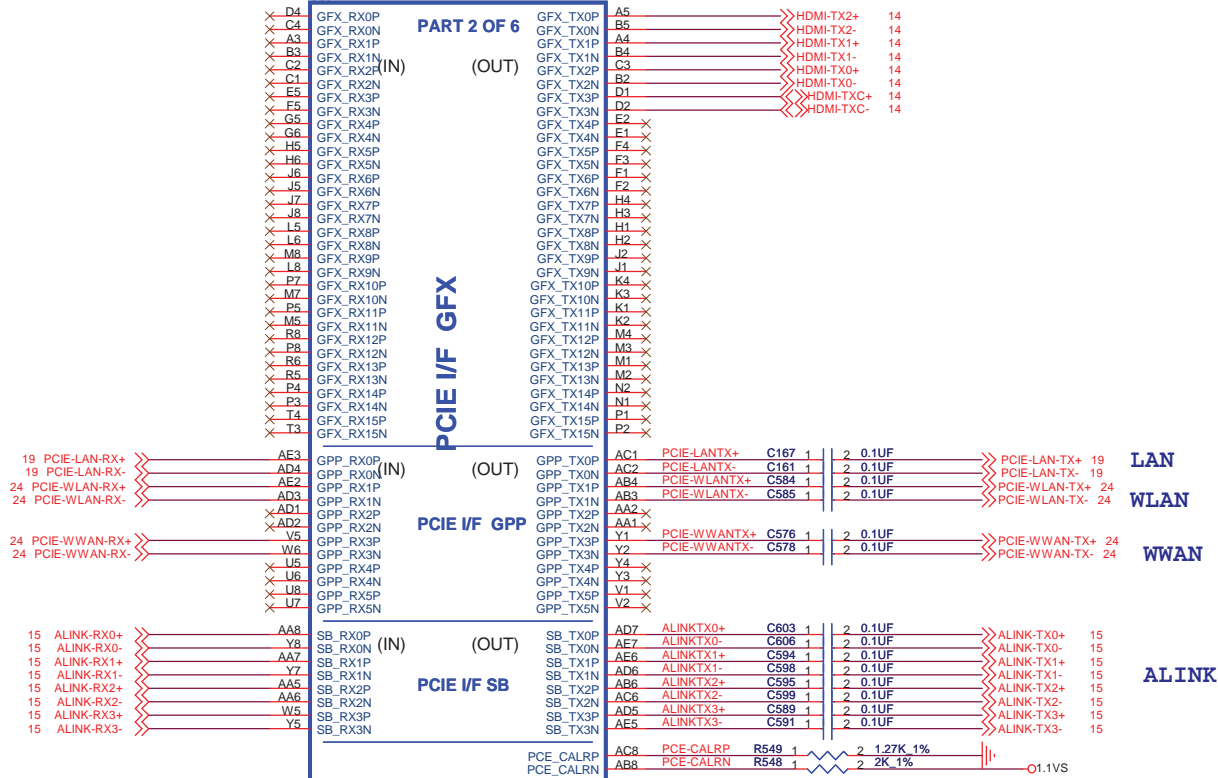 PART 2 OF 6
(IN) (OUT)
PCIE I/F GFX
D4 GFX_RX0P GFX_TX0P A5 HDMI-TX2+ 14
C4 GFX_RX0N GFX_TX0N B5 HDMI-TX2- 14
A3 GFX_RX1P GFX_TX1P A4 HDMI-TX1+ 14
B3 GFX_RX1N GFX_TX1N B4 HDMI-TX1- 14
C2 GFX_RX2P GFX_TX2P C3 HDMI-TX0+ 14
C1 GFX_RX2N GFX_TX2N B2 HDMI-TX0- 14
E5 GFX_RX3P GFX_TX3P D1 HDMI-TXC+ 14
F5 GFX_RX3N GFX_TX3N D2 HDMI-TXC- 14
G5 GFX_RX4P GFX_TX4P E2
G6 GFX_RX4N GFX_TX4N E1
H5 GFX_RX5P GFX_TX5P F4
H6 GFX_RX5N GFX_TX5N F3
J6 GFX_RX6P GFX_TX6P F1
J5 GFX_RX6N GFX_TX6N F2
J7 GFX_RX7P GFX_TX7P H4
J8 GFX_RX7N GFX_TX7N H3
L5 GFX_RX8P GFX_TX8P H1
L6 GFX_RX8N GFX_TX8N H2
M8 GFX_RX9P GFX_TX9P J2
L8 GFX_RX9N GFX_TX9N J1
P7 GFX_RX10P GFX_TX10P K4
M7 GFX_RX10N GFX_TX10N K3
P5 GFX_RX11P GFX_TX11P K1
M5 GFX_RX11N GFX_TX11N K2
R8 GFX_RX12P GFX_TX12P M4
P8 GFX_RX12N GFX_TX12N M3
R6 GFX_RX13P GFX_TX13P M1
R5 GFX_RX13N GFX_TX13N M2
P4 GFX_RX14P GFX_TX14P N2
P3 GFX_RX14N GFX_TX14N N1
T4 GFX_RX15P GFX_TX15P P1
T3 GFX_RX15N GFX_TX15N P2
(IN) (OUT)
PCIE I/F GPP
19 PCIE-LAN-RX+ AE3 GPP_RX0P GPP_TX0P AC1 PCIE-LANTX+ C167 1 2 0.1UF PCIE-LAN-TX+ 19
19 PCIE-LAN-RX- AD4 GPP_RX0N GPP_TX0N AC2 PCIE-LANTX- C161 1 2 0.1UF PCIE-LAN-TX- 19
LAN
24 PCIE-WLAN-RX+ AE2 GPP_RX1P GPP_TX1P AB4 PCIE-WLANTX+ C584 1 2 0.1UF PCIE-WLAN-TX+ 24
24 PCIE-WLAN-RX- AD3 GPP_RX1N GPP_TX1N AB3 PCIE-WLANTX- C585 1 2 0.1UF PCIE-WLAN-TX- 24
WLAN
AD1 GPP_RX2P GPP_TX2P AA2
AD2 GPP_RX2N GPP_TX2N AA1
24 PCIE-WWAN-RX+ V5 GPP_RX3P GPP_TX3P Y1 PCIE-WWANTX+ C576 1 2 0.1UF PCIE-WWAN-TX+ 24
24 PCIE-WWAN-RX- W6 GPP_RX3N GPP_TX3N Y2 PCIE-WWANTX- C578 1 2 0.1UF PCIE-WWAN-TX- 24
WWAN
U5 GPP_RX4P GPP_TX4P Y4
U6 GPP_RX4N GPP_TX4N Y3
U8 GPP_RX5P GPP_TX5P V1
U7 GPP_RX5N GPP_TX5N V2
(IN) (OUT)
PCIE I/F SB
15 ALINK-RX0+ AA8 SB_RX0P SB_TX0P AD7 ALINKTX0+ C603 1 2 0.1UF ALINK-TX0+ 15
15 ALINK-RX0- Y8 SB_RX0N SB_TX0N AE7 ALINKTX0- C606 1 2 0.1UF ALINK-TX0- 15
15 ALINK-RX1+ AA7 SB_RX1P SB_TX1P AE6 ALINKTX1+ C594 1 2 0.1UF ALINK-TX1+ 15
15 ALINK-RX1- Y7 SB_RX1N SB_TX1N AD6 ALINKTX1- C598 1 2 0.1UF ALINK-TX1- 15
15 ALINK-RX2+ AA5 SB_RX2P SB_TX2P AB6 ALINKTX2+ C595 1 2 0.1UF ALINK-TX2+ 15
15 ALINK-RX2- AA6 SB_RX2N SB_TX2N AC6 ALINKTX2- C599 1 2 0.1UF ALINK-TX2- 15
15 ALINK-RX3+ W5 SB_RX3P SB_TX3P AD5 ALINKTX3+ C589 1 2 0.1UF ALINK-TX3+ 15
15 ALINK-RX3- Y5 SB_RX3N SB_TX3N AE5 ALINKTX3- C591 1 2 0.1UF ALINK-TX3- 15
ALINK
PCE_CALRP AC8 PCE-CALRP R549 1 2 1.27K_1%
PCE_CALRN AB8 PCE-CALRN R548 1 2 2K_1% 1.1VS